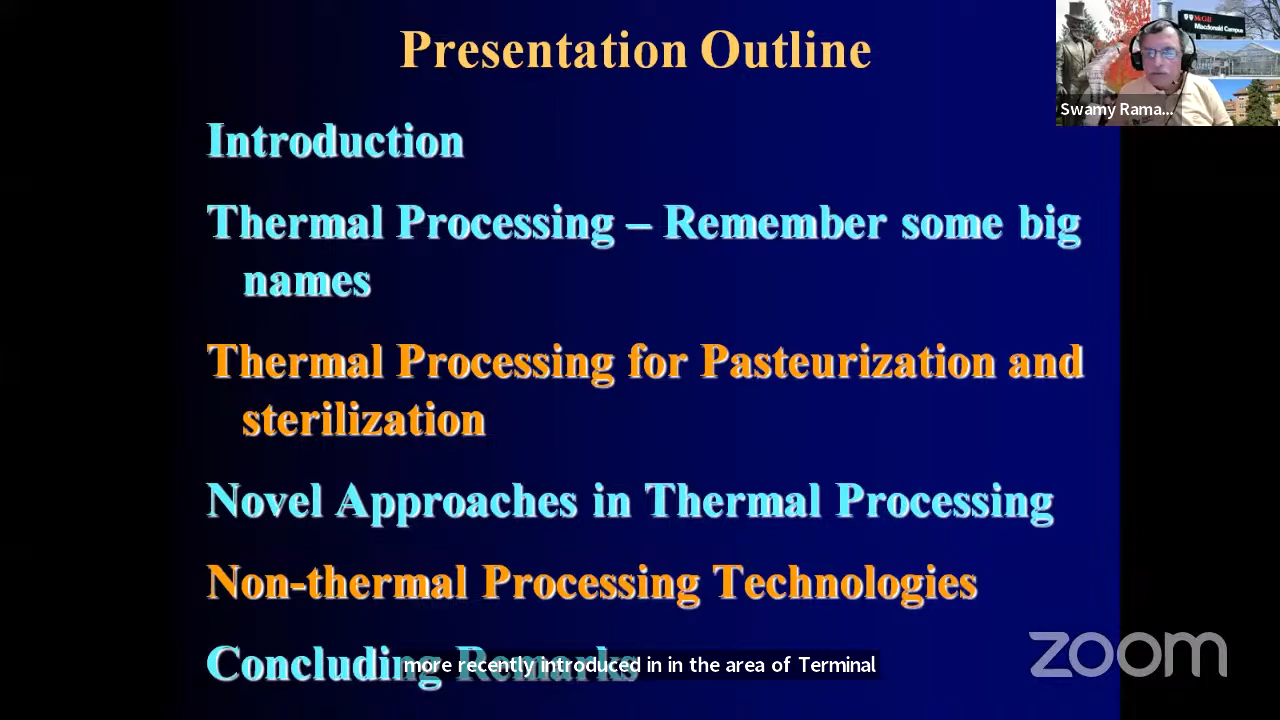 Presentation Outline
McGill
Macdonald Campus
Swamy Rama...
Introduction
Thermal Processing – Remember some big
names
Thermal Processing for Pasteurization and
sterilization
Novel Approaches in Thermal Processing
Non-thermal Processing Technologies
Concluding Remarks
more recently introduced in in the area of Terminal
zoom